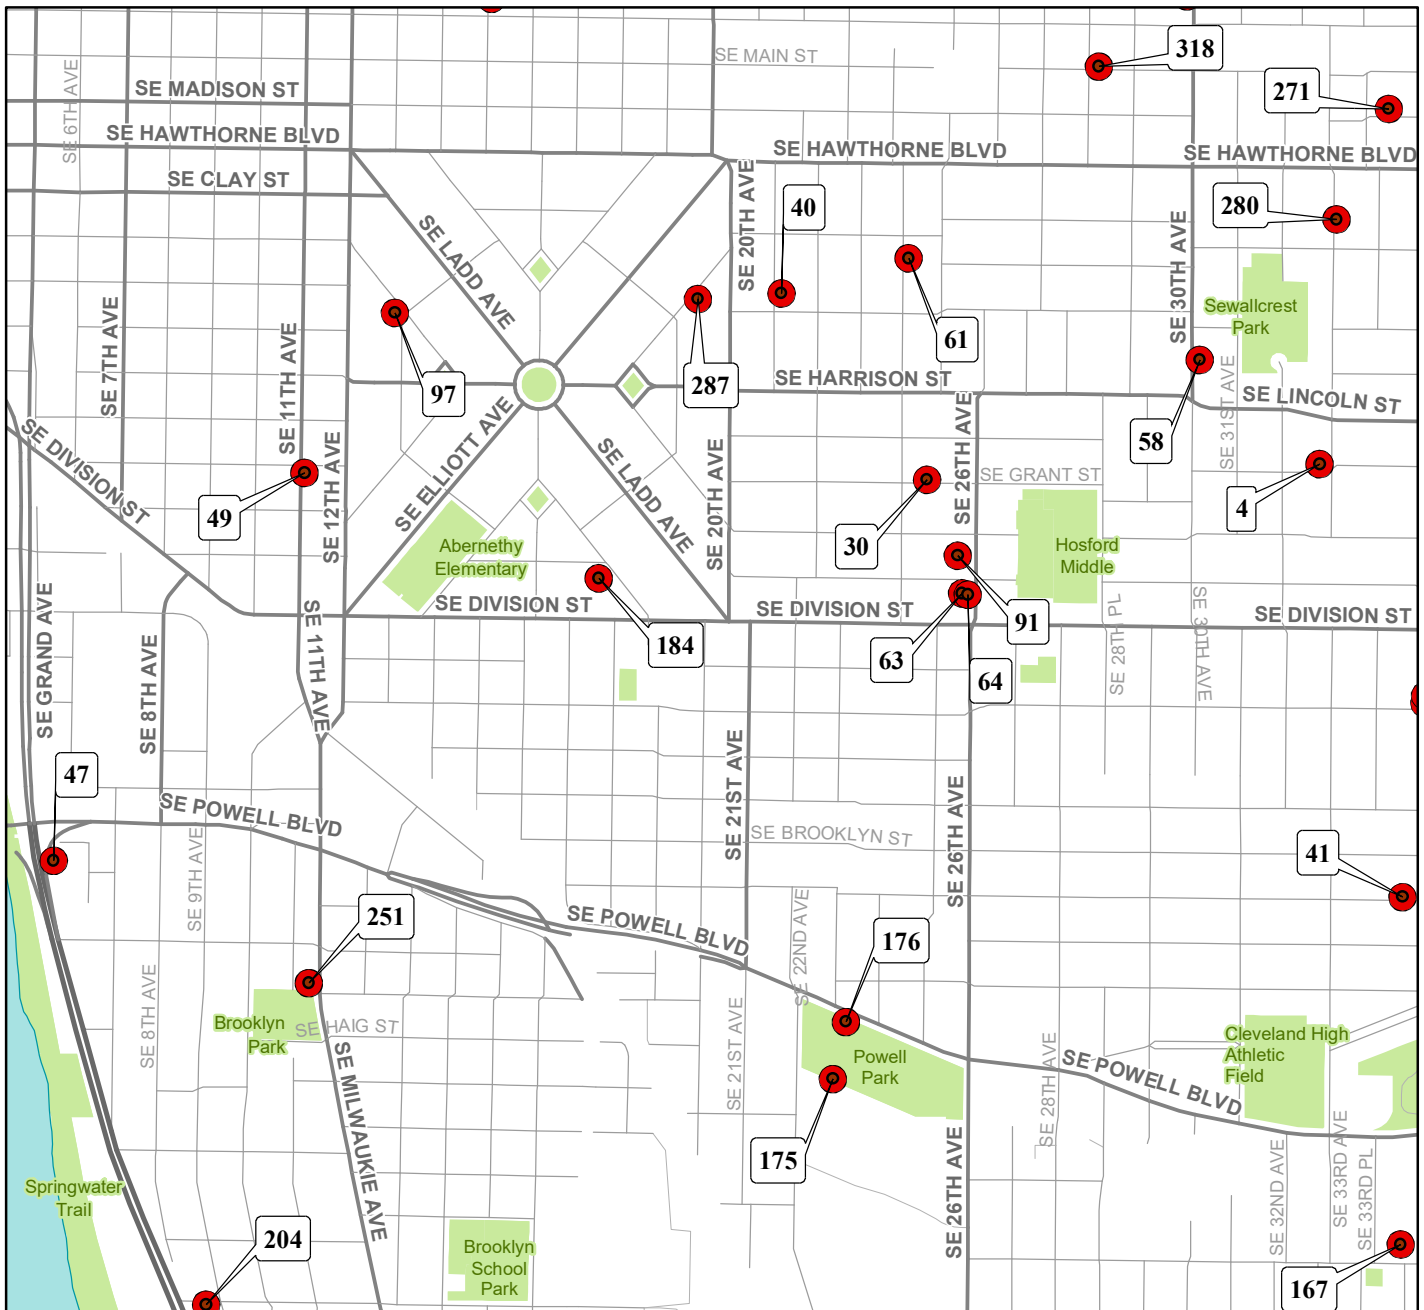 SE MAIN ST
318
271
SE 6TH AVE
SE MADISON ST
SE HAWTHORNE BLVD
SE HAWTHORNE BLVD
SE HAWTHORNE BLVD
SE CLAY ST
40
280
SE 20TH AVE
SE 30TH AVE
SE LADD AVE
Sewallcrest
Park
SE 7TH AVE
SE 11TH AVE
61
97
287
SE HARRISON ST
SE 31ST AVE
SE LINCOLN ST
58
SE DIVISION ST
SE 12TH AVE
SE ELLIOTT AVE
SE LADD AVE
SE 20TH AVE
SE 26TH AVE
SE GRANT ST
4
49
30
Abernethy
Elementary
Hosford
Middle
SE DIVISION ST
SE DIVISION ST
SE DIVISION ST
SE GRAND AVE
SE 8TH AVE
SE 11TH AVE
184
91
63
64
SE 28TH PL
SE 30TH AVE
47
SE POWELL BLVD
SE 21ST AVE
SE BROOKLYN ST
SE 26TH AVE
SE 9TH AVE
41
251
SE POWELL BLVD
SE 22ND AVE
176
SE 8TH AVE
Brooklyn
Park
SE HAIG ST
SE 21ST AVE
Powell
Park
SE 28TH AVE
SE POWELL BLVD
Cleveland High
Athletic
Field
SE MILWAUKIE AVE
175
SE 26TH AVE
SE 32ND AVE
SE 33RD AVE
SE 33RD PL
Springwater
Trail
204
Brooklyn
School
Park
167